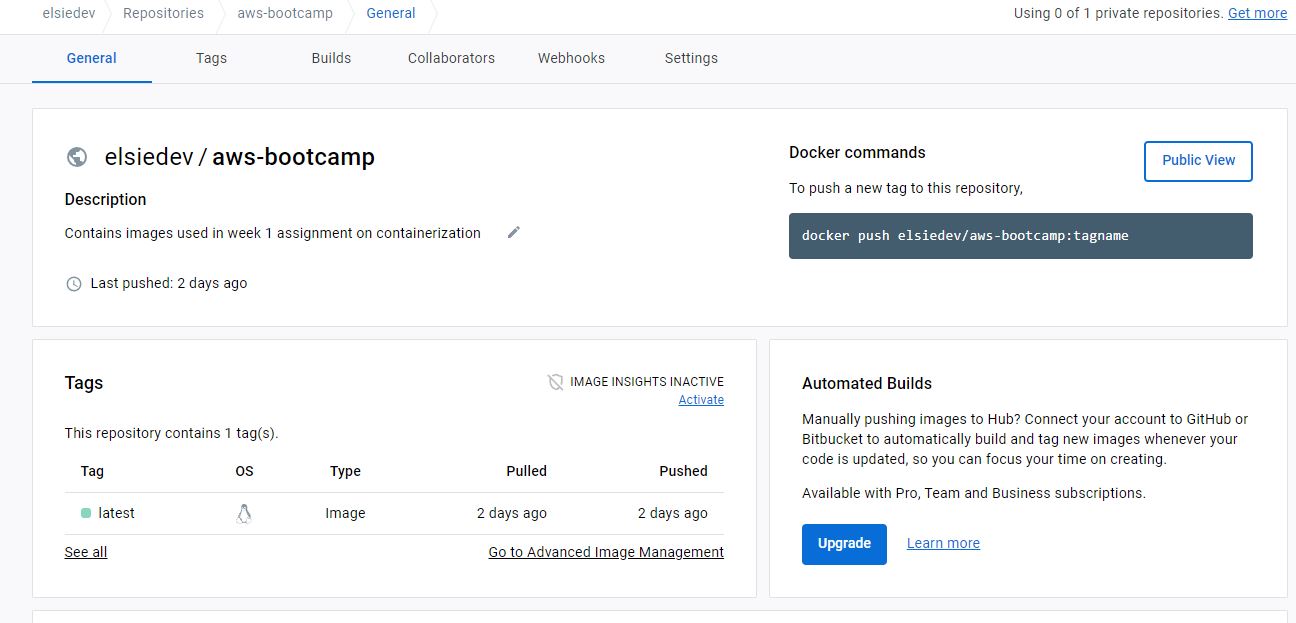 elsiedev Repositories aws-bootcamp General
Using 0 of 1 private repositories. Get more
General Tags Builds Collaborators Webhooks Settings
elsiedev / aws-bootcamp
Description
Contains images used in week 1 assignment on containerization
Last pushed: 2 days ago
Docker commands
Public View
To push a new tag to this repository,
docker push elsiedev/aws-bootcamp:tagname
Tags
IMAGE INSIGHTS INACTIVE
Activate
This repository contains 1 tag(s).
Tag OS Type Pulled Pushed
latest Image 2 days ago 2 days ago
See all Go to Advanced Image Management
Automated Builds
Manually pushing images to Hub? Connect your account to GitHub or
Bitbucket to automatically build and tag new images whenever your
code is updated, so you can focus your time on creating.
Available with Pro, Team and Business subscriptions.
Upgrade Learn more